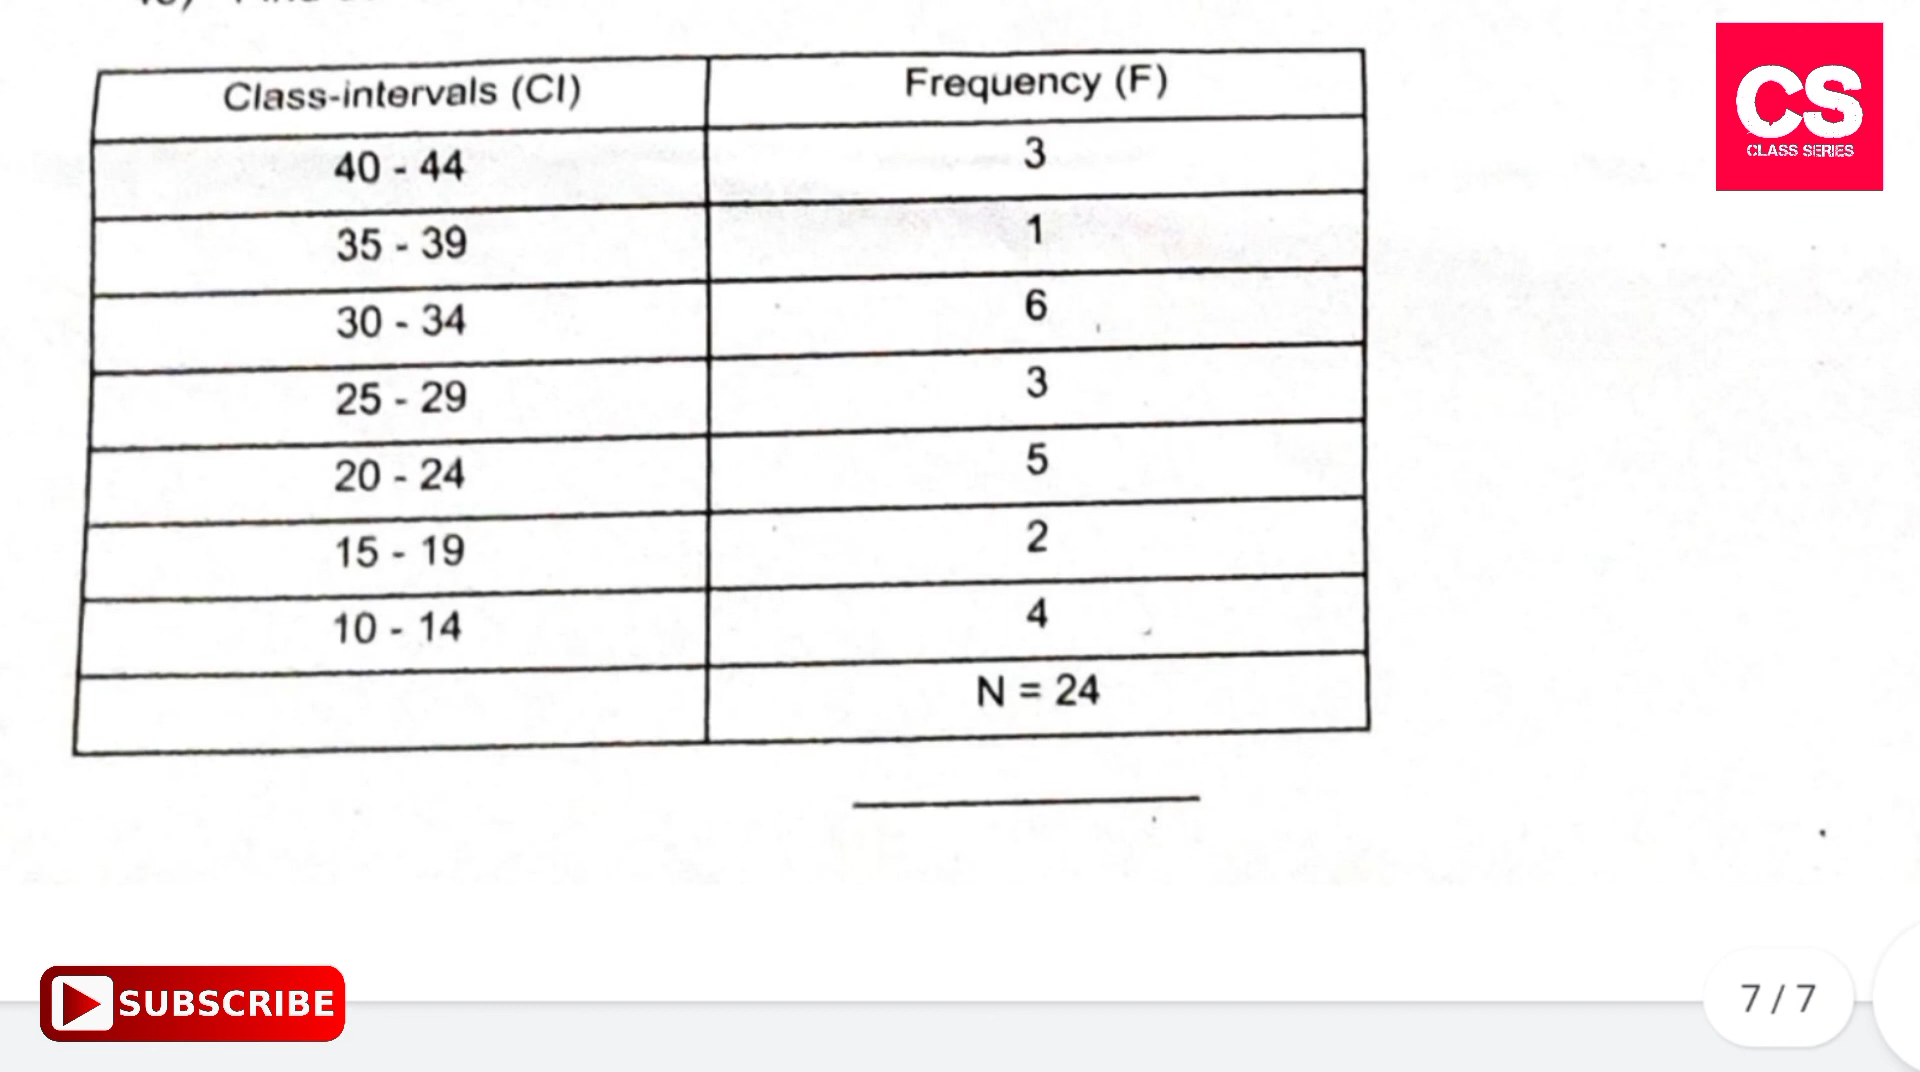 Class-intervals (CI) Frequency (F)
40 - 44 3
35 - 39 1
30 - 34 6
25 - 29 3
20 - 24 5
15 - 19 2
10 - 14 4
N = 24
CS
CLASS SERIES
SUBSCRIBE
7 / 7